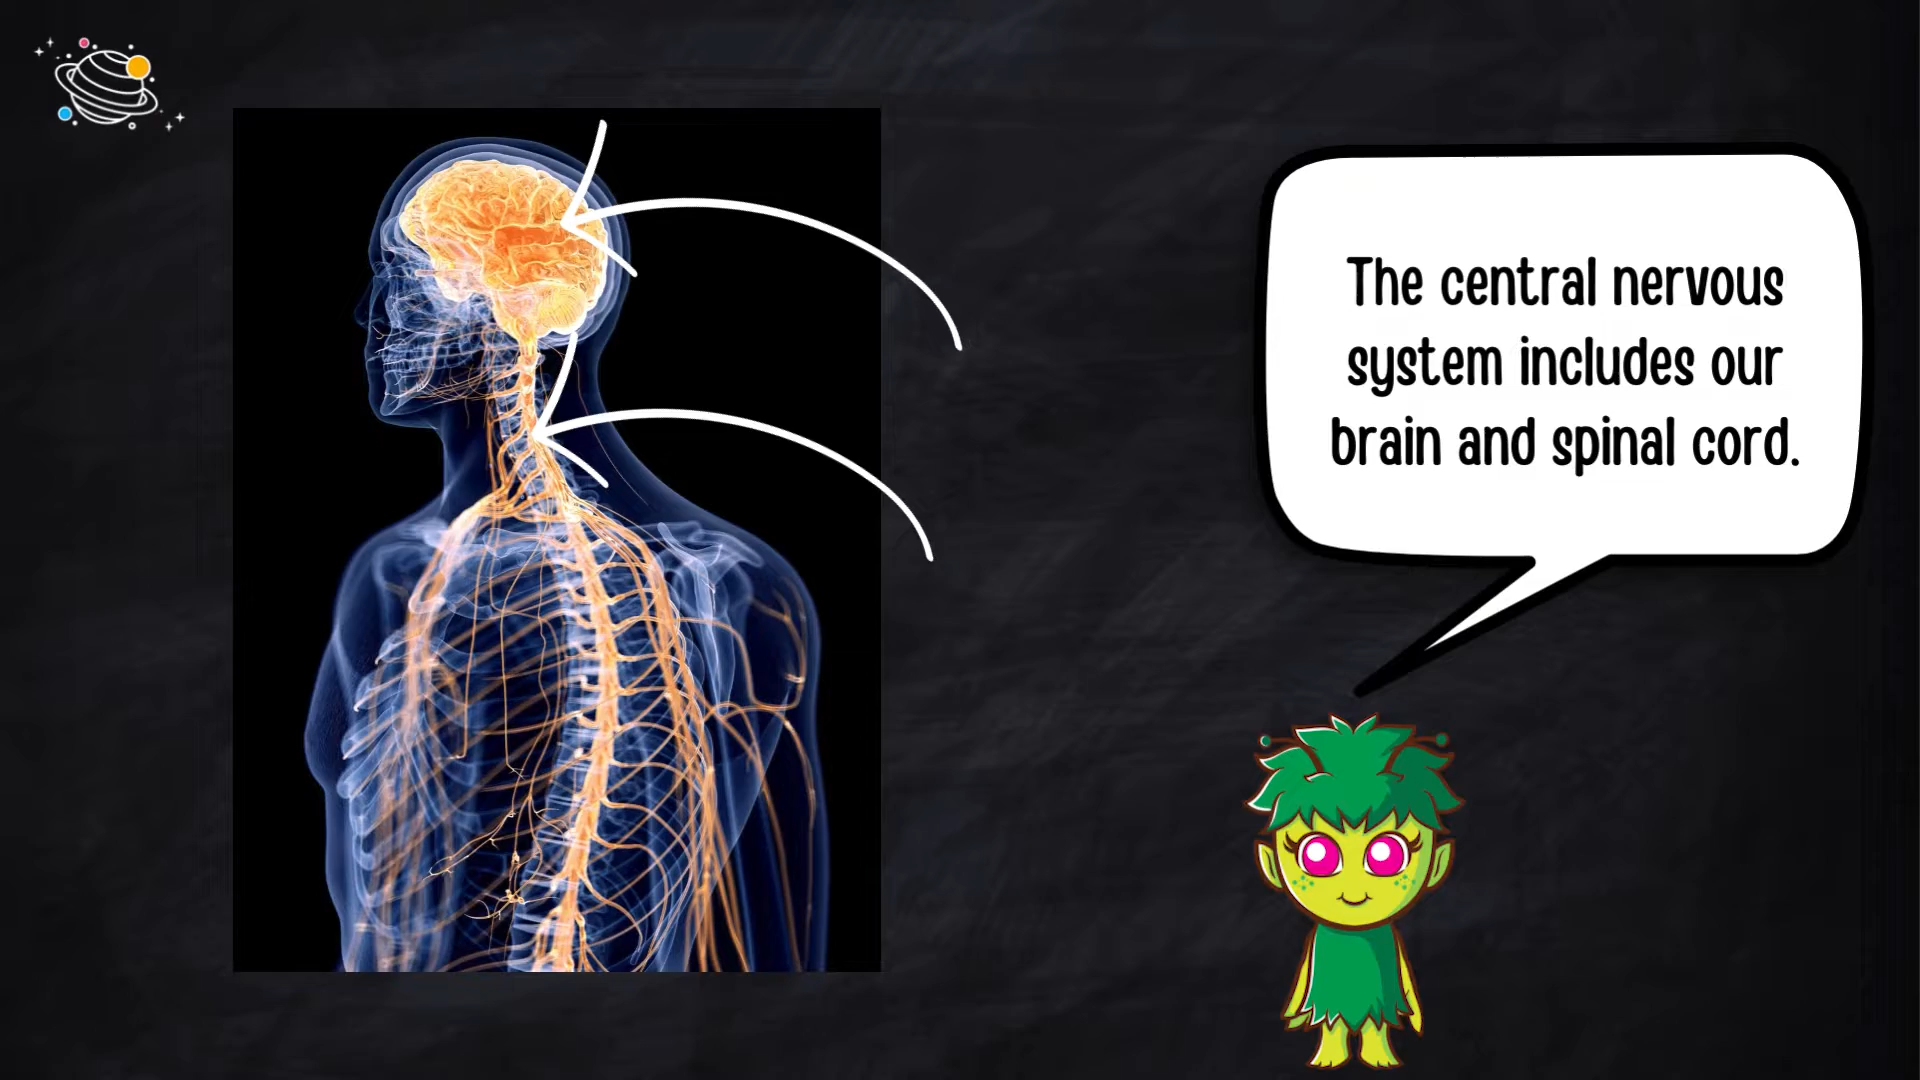 The central nervous
system includes our
brain and spinal cord.